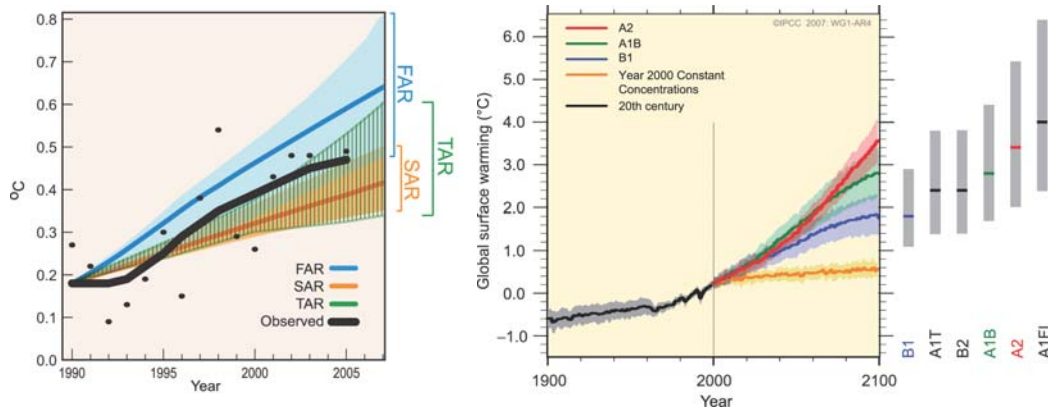 0.8
0.7
0.6
0.5
0.4
0.3
0.2
0.1
0.0
°C
1990
1995
2000
2005
Year
FAR
SAR
TAR
Observed
FAR
TAR
SAR
©IPCC 2007: WG1-AR4
A2
A1B
B1
Year 2000 Constant
Concentrations
20th century
Global surface warming (°C)
6.0
5.0
4.0
3.0
2.0
1.0
0.0
−1.0
1900
2000
2100
Year
B1
A1T
B2
A1B
A2
A1FI